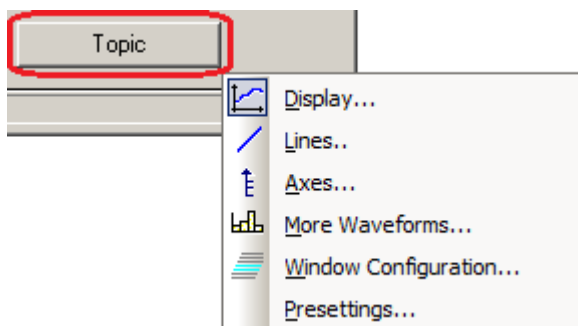 Topic
Display...
Lines..
Axes...
More Waveforms...
Window Configuration...
Presettings...